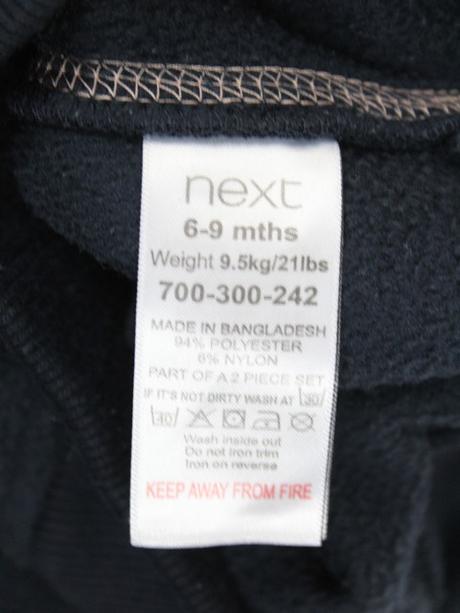 next
6-9 mths
Weight 9.5kg/21lbs
700-300-242
MADE IN BANGLADESH
94% POLYESTER
6% NYLON
PART OF A 2 PIECE SET
IF IT'S NOT DIRTY WASH AT 30
40
Wash inside out
Do not iron trim
Iron on reverse
KEEP AWAY FROM FIRE